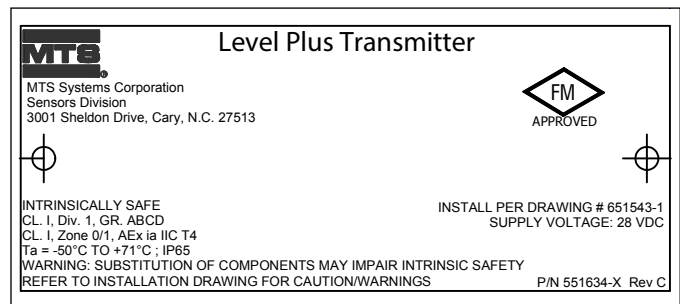 MTS
®
Level Plus Transmitter
MTS Systems Corporation
Sensors Division
3001 Sheldon Drive, Cary, N.C. 27513
FM
APPROVED
INTRINSICALLY SAFE
CL. I, Div. 1, GR. ABCD
CL. I, Zone 0/1, AEx ia IIC T4
Ta = -50°C TO +71°C ; IP65
INSTALL PER DRAWING # 651543-1
SUPPLY VOLTAGE: 28 VDC
WARNING: SUBSTITUTION OF COMPONENTS MAY IMPAIR INTRINSIC SAFETY
REFER TO INSTALLATION DRAWING FOR CAUTION/WARNINGS
P/N 551634-X Rev C